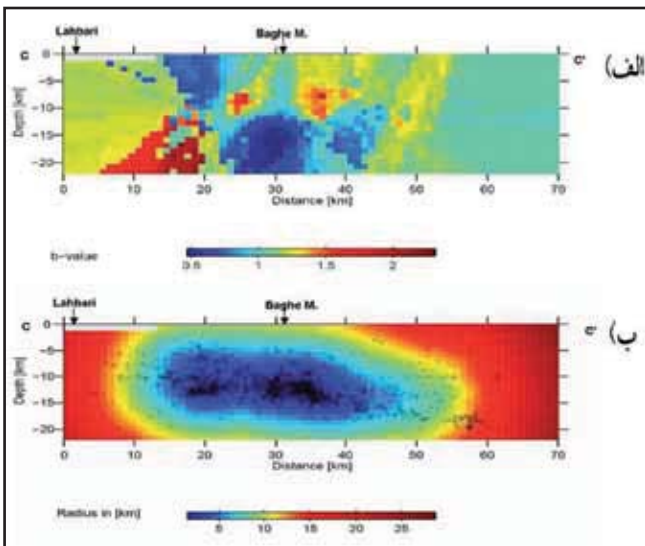 Lahbari Baghe M.
C C' الف)
0
-5
-10
-15
-20
Depth [km]
0 10 20 30 40 50 60 70
Distance [km]
b-value
0.5 1 1.5 2
Lahbari Baghe M.
C C' ب)
0
-5
-10
-15
-20
Depth [km]
0 10 20 30 40 50 60 70
Distance [km]
Radius in [km]
5 10 15 20 25